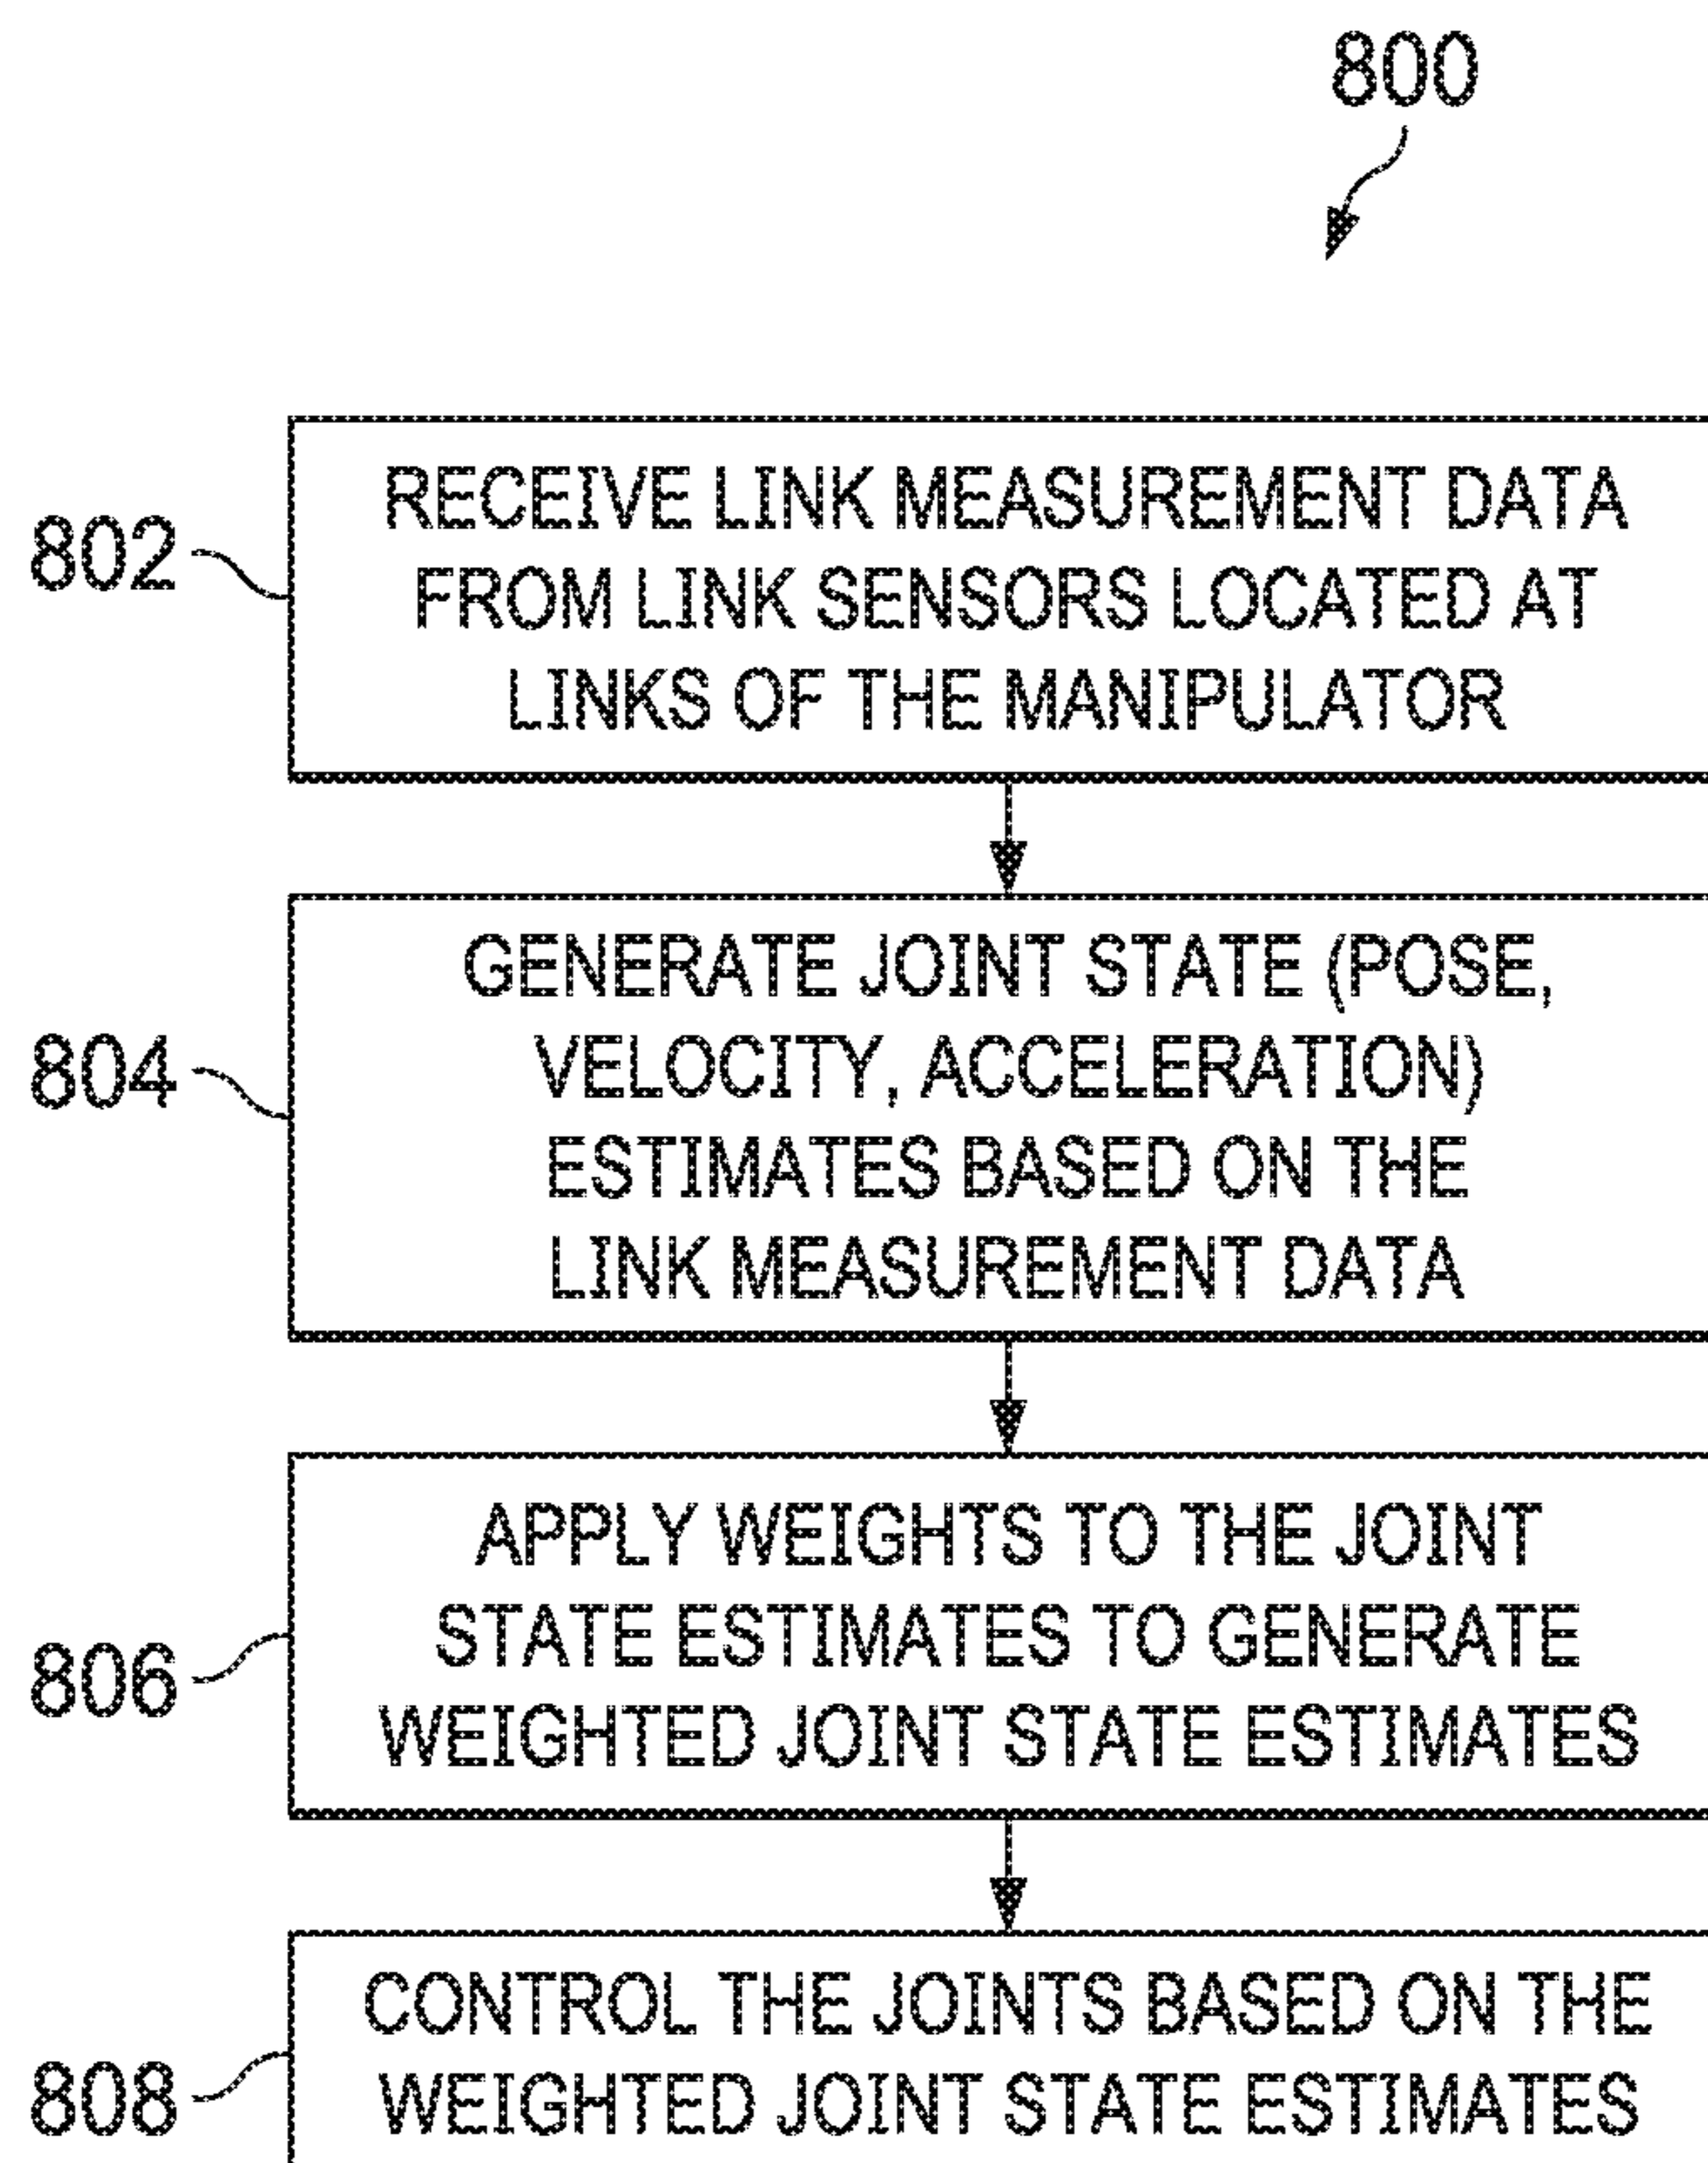 800
802
RECEIVE LINK MEASUREMENT DATA
FROM LINK SENSORS LOCATED AT
LINKS OF THE MANIPULATOR
804
GENERATE JOINT STATE (POSE,
VELOCITY, ACCELERATION)
ESTIMATES BASED ON THE
LINK MEASUREMENT DATA
806
APPLY WEIGHTS TO THE JOINT
STATE ESTIMATES TO GENERATE
WEIGHTED JOINT STATE ESTIMATES
808
CONTROL THE JOINTS BASED ON THE
WEIGHTED JOINT STATE ESTIMATES